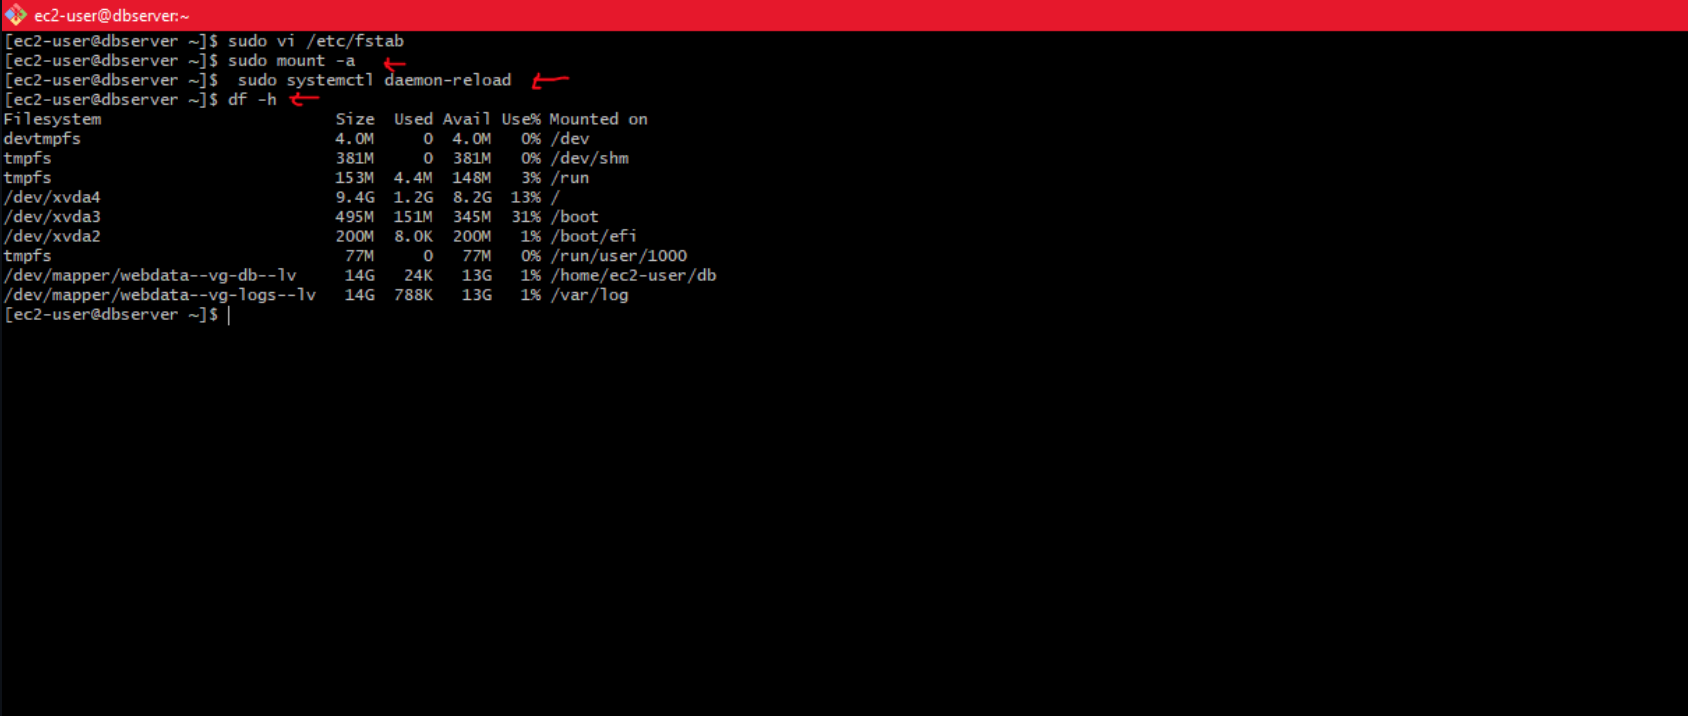 ec2-user@dbserver:~
[ec2-user@dbserver ~]$ sudo vi /etc/fstab
[ec2-user@dbserver ~]$ sudo mount -a
[ec2-user@dbserver ~]$  sudo systemctl daemon-reload
[ec2-user@dbserver ~]$ df -h
Filesystem                        Size  Used Avail Use% Mounted on
devtmpfs                          4.0M     0  4.0M   0% /dev
tmpfs                             381M     0  381M   0% /dev/shm
tmpfs                             153M  4.4M  148M   3% /run
/dev/xvda4                        9.4G  1.2G  8.2G  13% /
/dev/xvda3                        495M  151M  345M  31% /boot
/dev/xvda2                        200M  8.0K  200M   1% /boot/efi
tmpfs                              77M     0   77M   0% /run/user/1000
/dev/mapper/webdata--vg-db--lv     14G   24K   13G   1% /home/ec2-user/db
/dev/mapper/webdata--vg-logs--lv   14G  788K   13G   1% /var/log
[ec2-user@dbserver ~]$